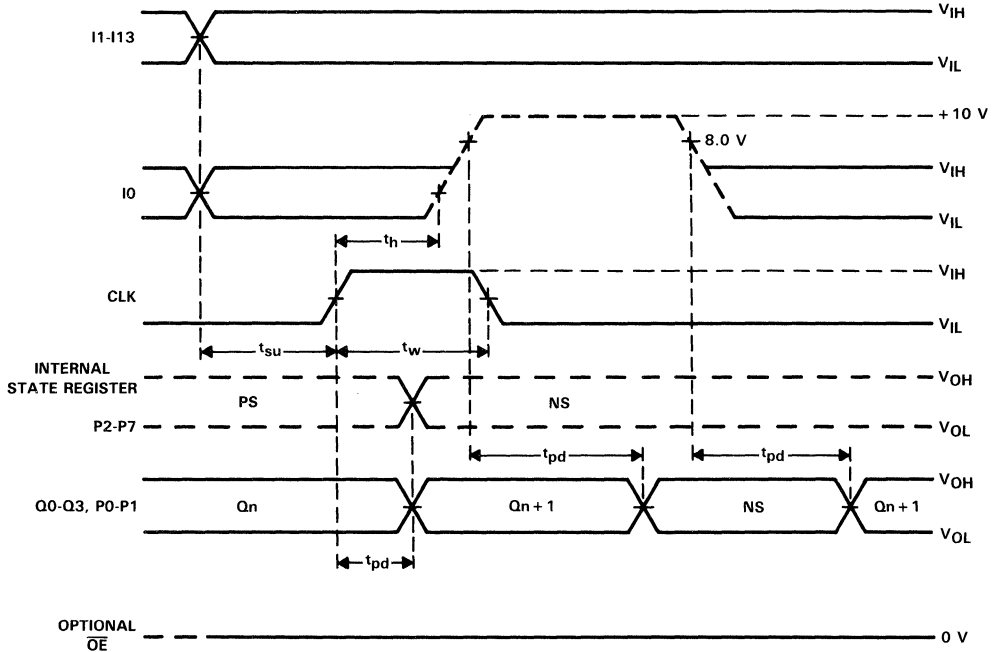 VIH
I1-I13
VIL
+10 V
8.0 V
VIH
I0
VIL
th
VIH
CLK
VIL
tsu
tw
INTERNAL
STATE REGISTER
VOH
PS
NS
P2-P7
VOL
tpd
tpd
VOH
Q0-Q3, P0-P1
Qn
Qn + 1
NS
Qn + 1
VOL
tpd
OPTIONAL
OE
0 V